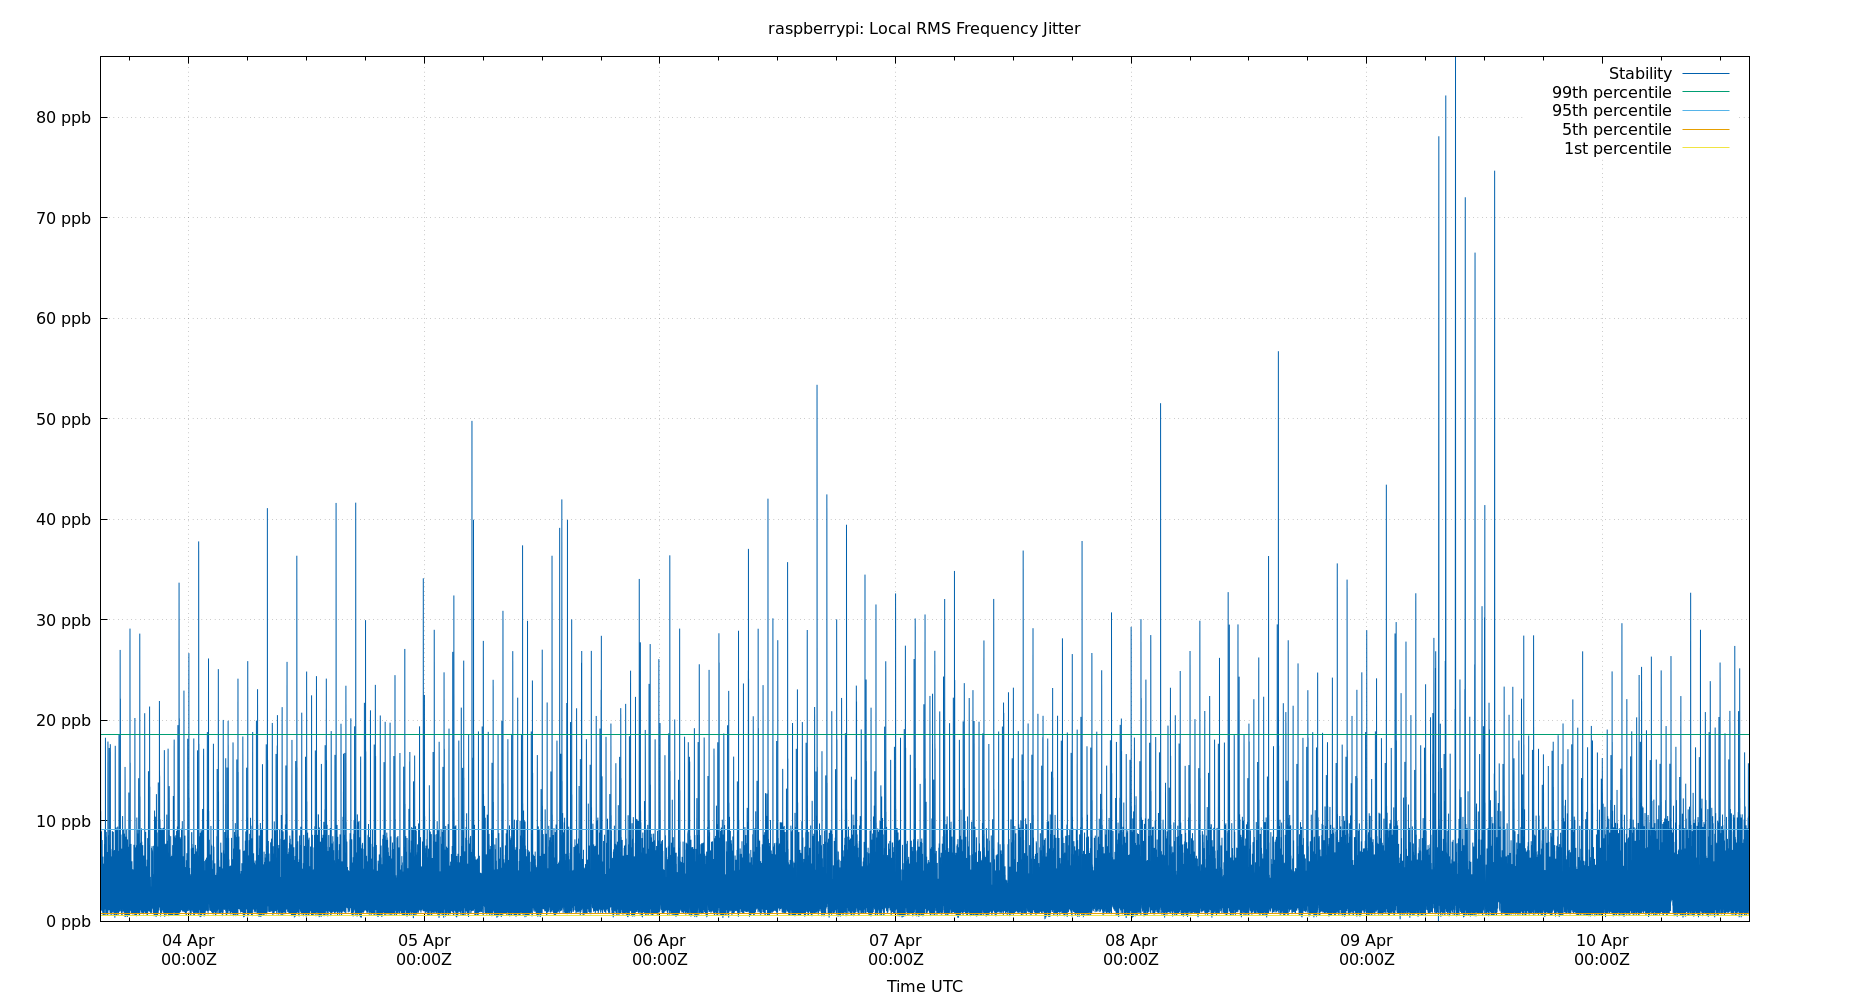 raspberrypi: Local RMS Frequency Jitter
Stability
99th percentile
95th percentile
5th percentile
1st percentile
80 ppb
70 ppb
60 ppb
50 ppb
40 ppb
30 ppb
20 ppb
10 ppb
0 ppb
04 Apr 05 Apr 06 Apr 07 Apr 08 Apr 09 Apr 10 Apr
00:00Z 00:00Z 00:00Z 00:00Z 00:00Z 00:00Z 00:00Z
Time UTC